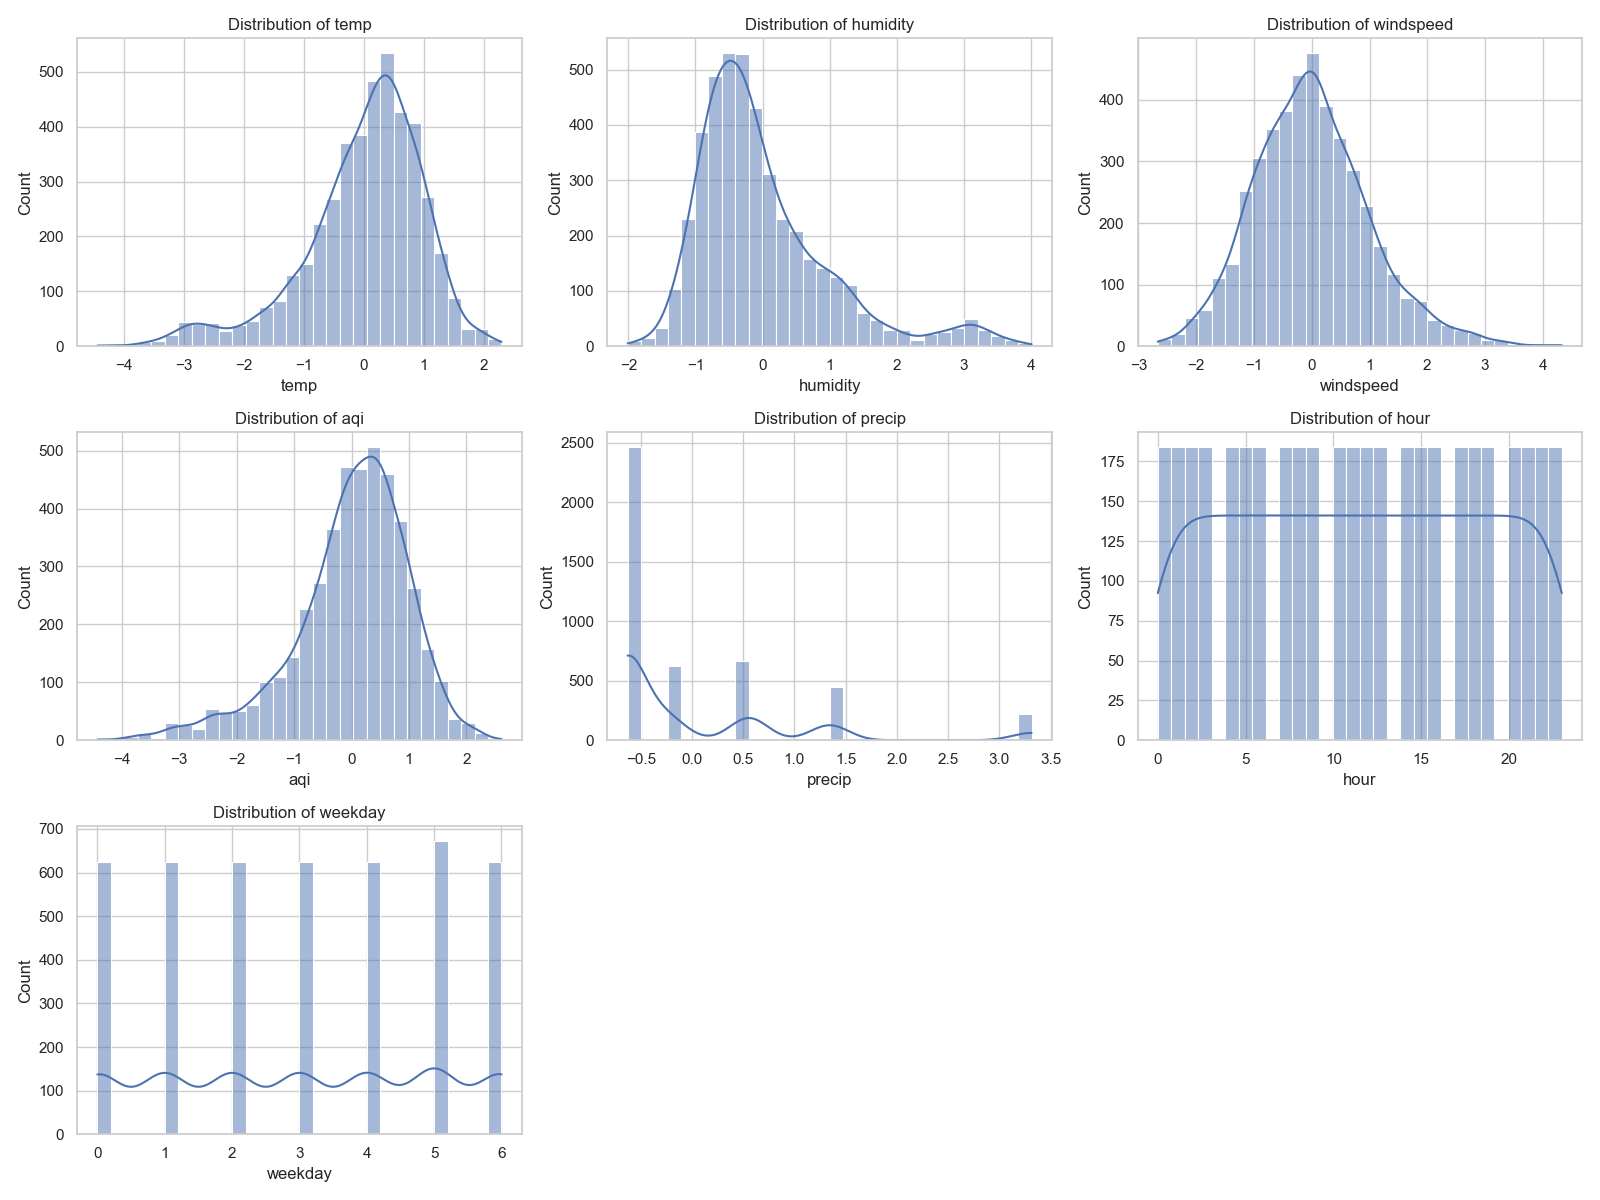 Distribution of temp
Count
500
400
300
200
100
0
−4 −3 −2 −1 0 1 2
temp
Distribution of humidity
Count
500
400
300
200
100
0
−2 −1 0 1 2 3 4
humidity
Distribution of windspeed
Count
400
300
200
100
0
−3 −2 −1 0 1 2 3 4
windspeed
Distribution of aqi
Count
500
400
300
200
100
0
−4 −3 −2 −1 0 1 2
aqi
Distribution of precip
Count
2500
2000
1500
1000
500
0
−0.5 0.0 0.5 1.0 1.5 2.0 2.5 3.0 3.5
precip
Distribution of hour
Count
175
150
125
100
75
50
25
0
0 5 10 15 20
hour
Distribution of weekday
Count
700
600
500
400
300
200
100
0
0 1 2 3 4 5 6
weekday